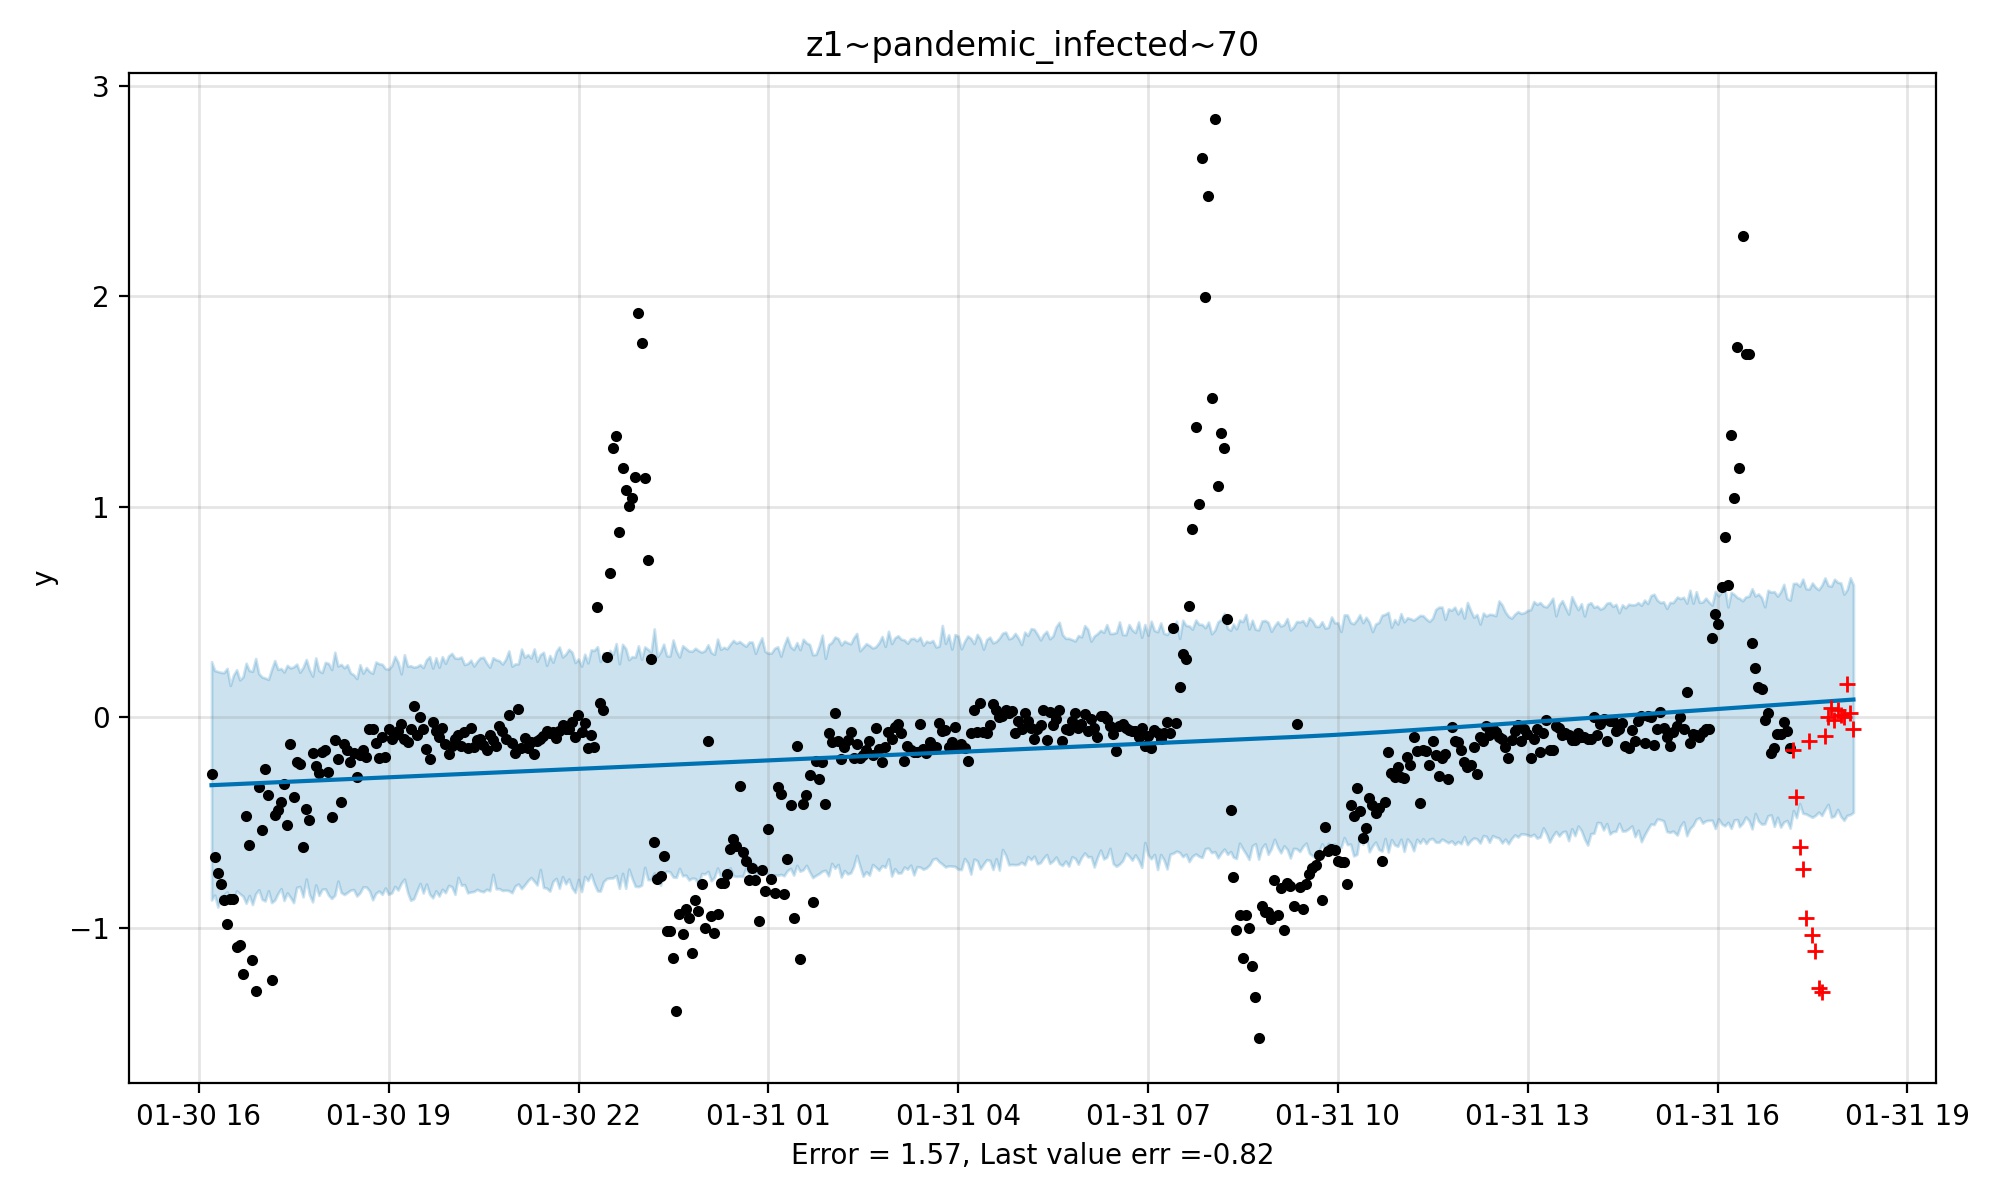 z1~pandemic_infected~70
3
2
1
0
−1
y
01-30 16 01-30 19 01-30 22 01-31 01 01-31 04 01-31 07 01-31 10 01-31 13 01-31 16 01-31 19
Error = 1.57, Last value err =-0.82